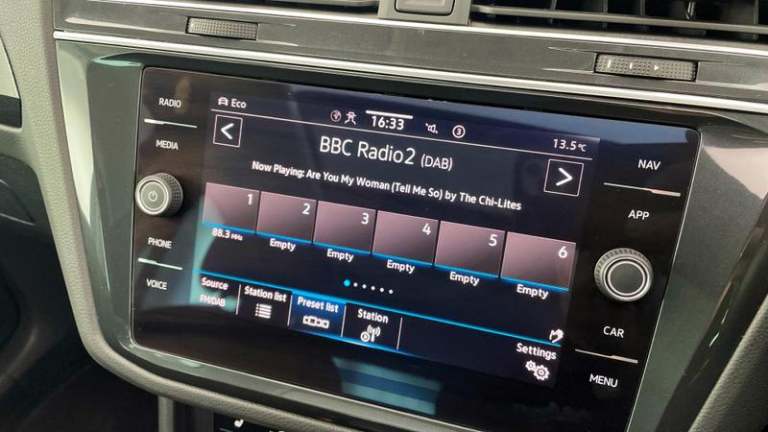 RADIO
MEDIA
PHONE
VOICE
Eco
16:33
3
13.5°C
BBC Radio2 (DAB)
Now Playing: Are You My Woman (Tell Me So) by The Chi-Lites
1 2 3 4 5 6
88.3 MHz Empty Empty Empty Empty Empty
Source
FM/DAB
Station list
Preset list
Station
Settings
NAV
APP
CAR
MENU